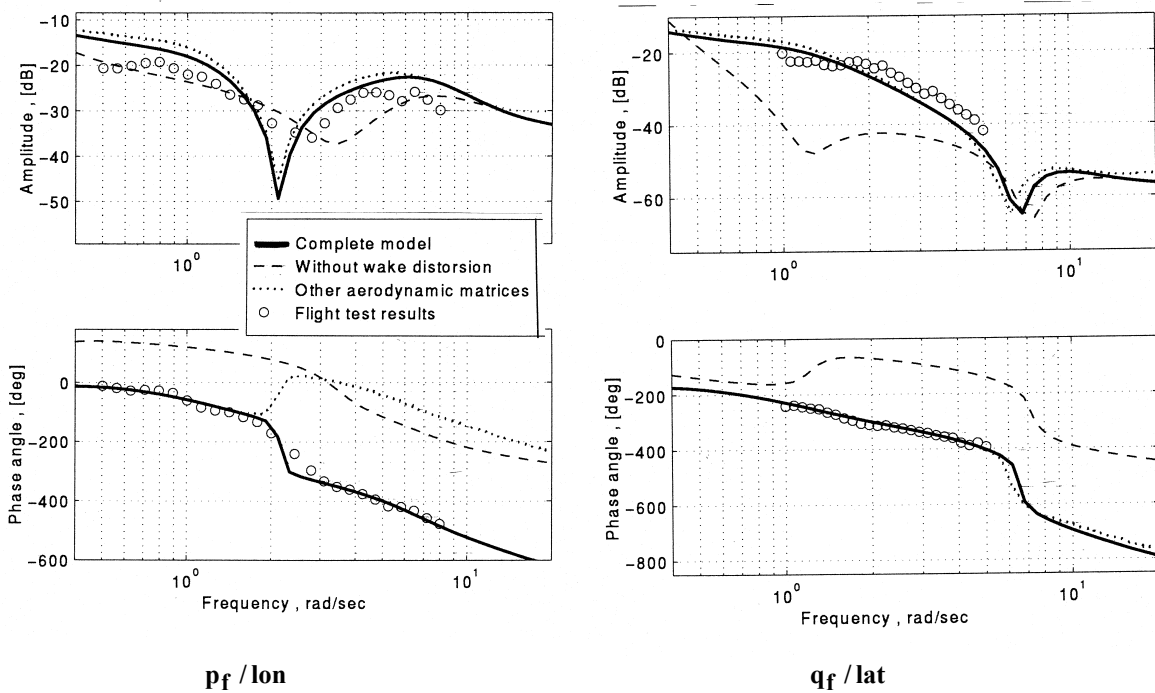 −10
−20
−30
−40
−50
Amplitude , [dB]
10^0
Complete model
Without wake distorsion
Other aerodynamic matrices
Flight test results
0
−200
−400
−600
Phase angle , [deg]
10^0
10^1
Frequency , rad/sec
p_f / lon
−20
−40
−60
Amplitude , [dB]
10^0
10^1
0
−200
−400
−600
−800
Phase angle , [deg]
10^0
10^1
Frequency , rad/sec
q_f / lat